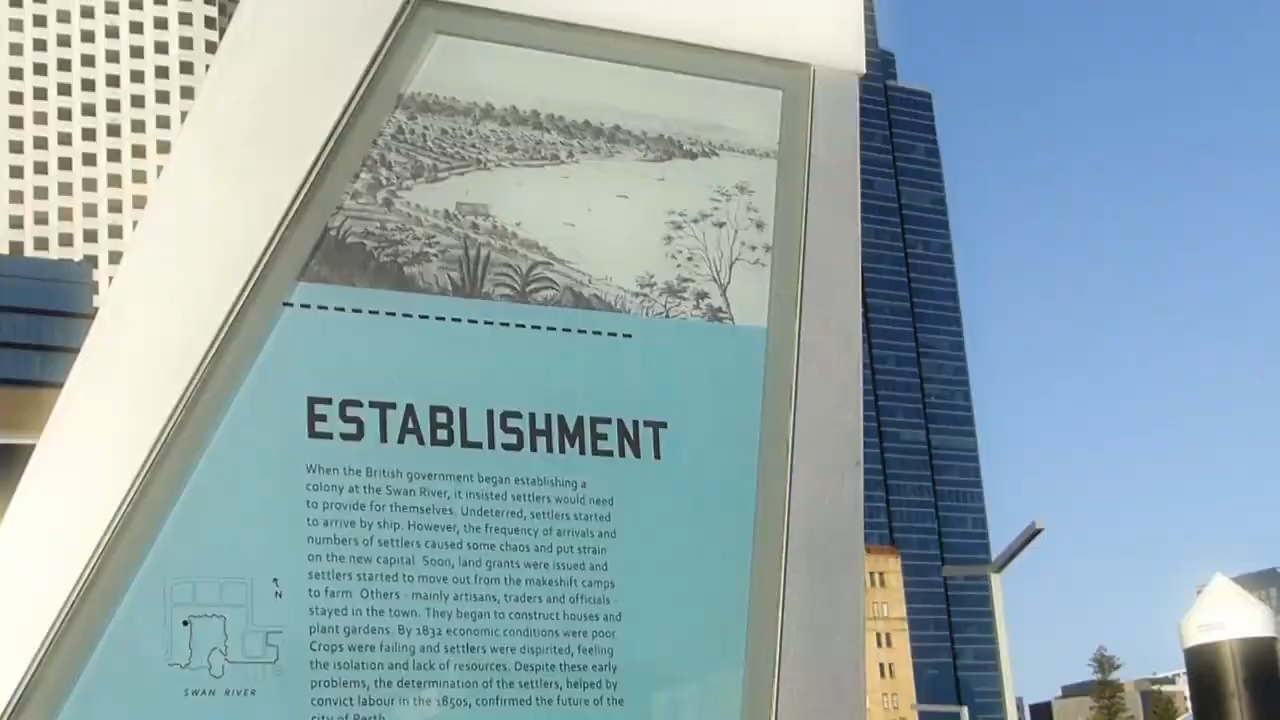 ESTABLISHMENT
When the British government began establishing a
colony at the Swan River, it insisted settlers would need
to provide for themselves. Undeterred, settlers started
to arrive by ship. However, the frequency of arrivals and
numbers of settlers caused some chaos and put strain
on the new capital. Soon, land grants were issued and
settlers started to move out from the makeshift camps
to farm. Others - mainly artisans, traders and officials -
stayed in the town. They began to construct houses and
plant gardens. By 1832 economic conditions were poor.
Crops were failing and settlers were dispirited, feeling
the isolation and lack of resources. Despite these early
problems, the determination of the settlers, helped by
convict labour in the 1850s, confirmed the future of the
city of Perth.
N
SWAN RIVER